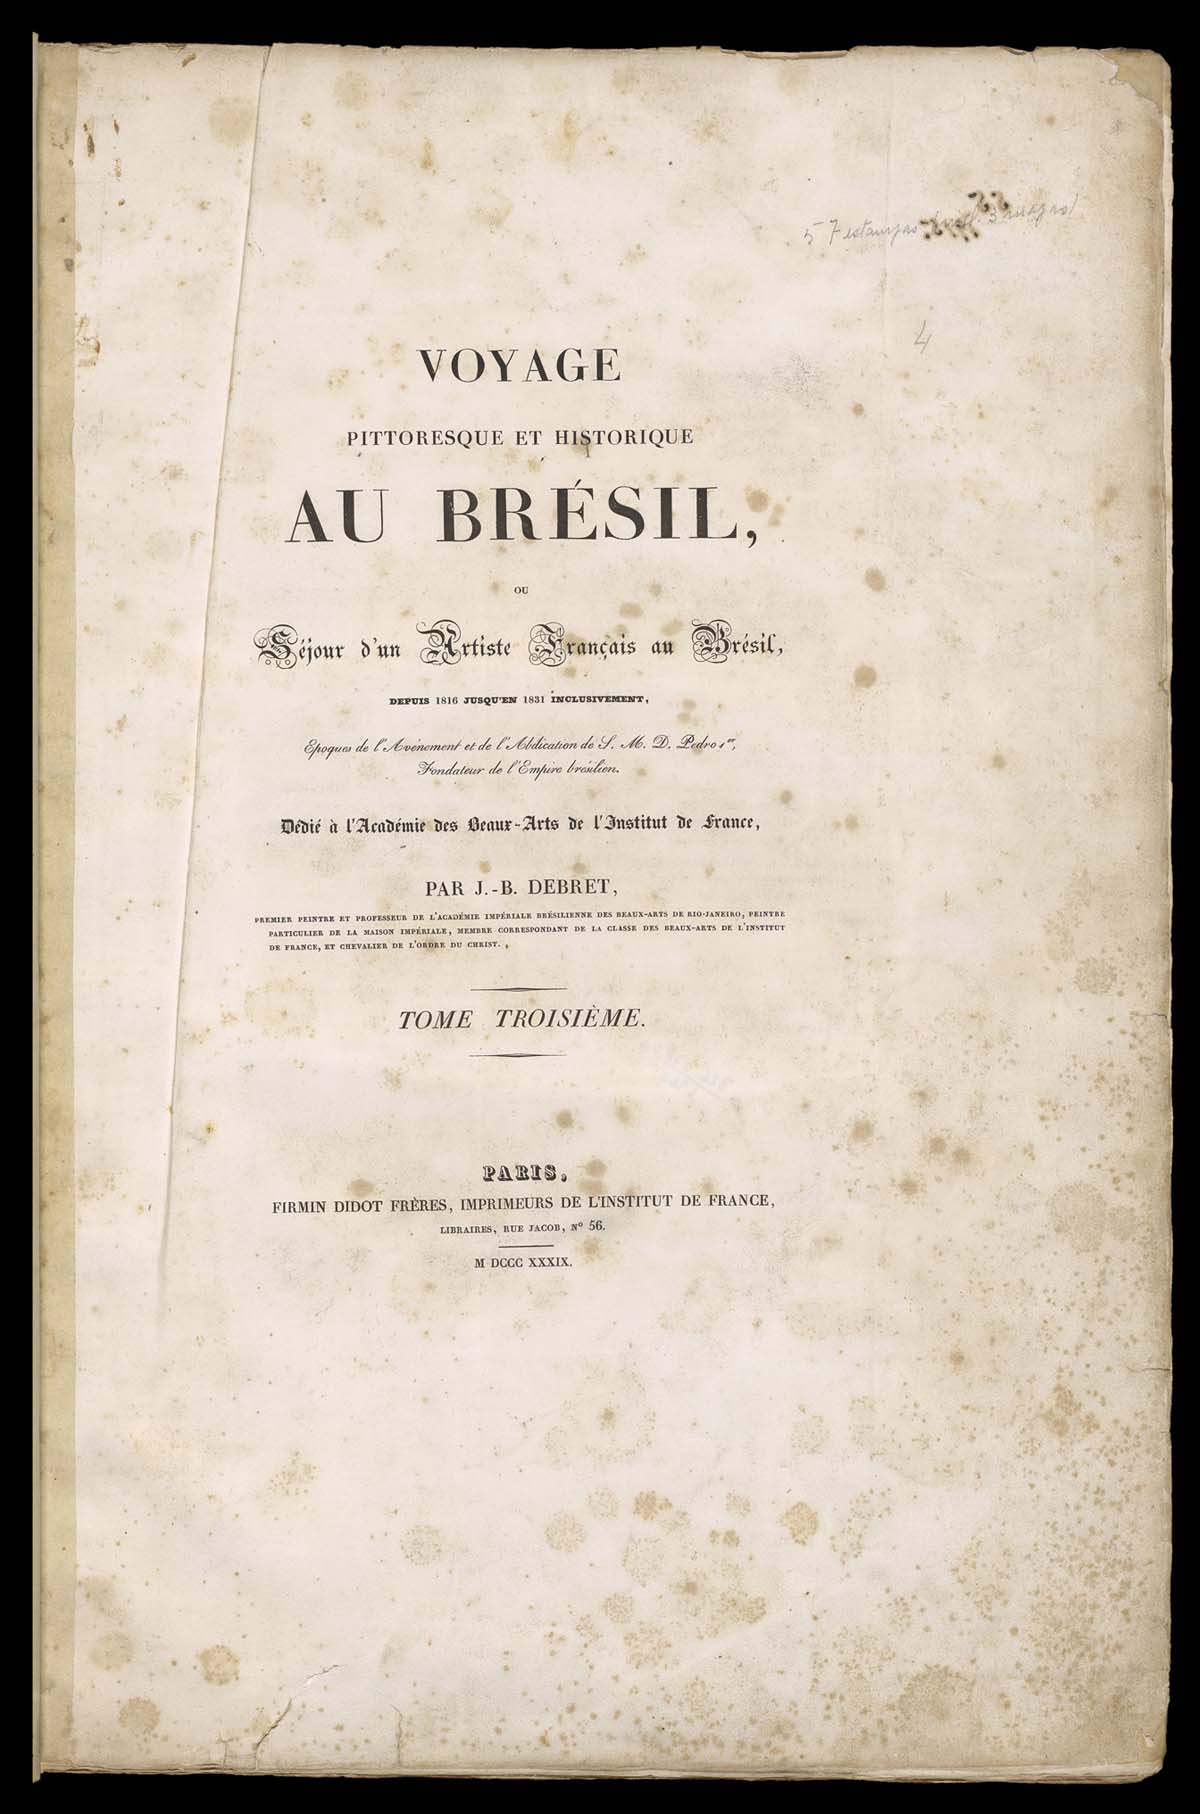 5 7 estampas
4
VOYAGE
PITTORESQUE ET HISTORIQUE
AU BRÉSIL,
OU
Séjour d'un Artiste Français au Brésil,
DEPUIS 1816 JUSQU'EN 1831 INCLUSIVEMENT,
Epoques de l'Avénement et de l'Abdication de S. M. D. Pedro 1er,
Fondateur de l'Empire brésilien.
Dédié à l'Académie des Beaux-Arts de l'Institut de France,
PAR J.-B. DEBRET,
PREMIER PEINTRE ET PROFESSEUR DE L'ACADÉMIE IMPÉRIALE BRÉSILIENNE DES BEAUX-ARTS DE RIO-JANEIRO, PEINTRE
PARTICULIER DE LA MAISON IMPÉRIALE, MEMBRE CORRESPONDANT DE LA CLASSE DES BEAUX-ARTS DE L'INSTITUT
DE FRANCE, ET CHEVALIER DE L'ORDRE DU CHRIST.
TOME TROISIÈME.
PARIS,
FIRMIN DIDOT FRÈRES, IMPRIMEURS DE L'INSTITUT DE FRANCE,
LIBRAIRES, RUE JACOB, Nº 56.
M DCCC XXXIX.